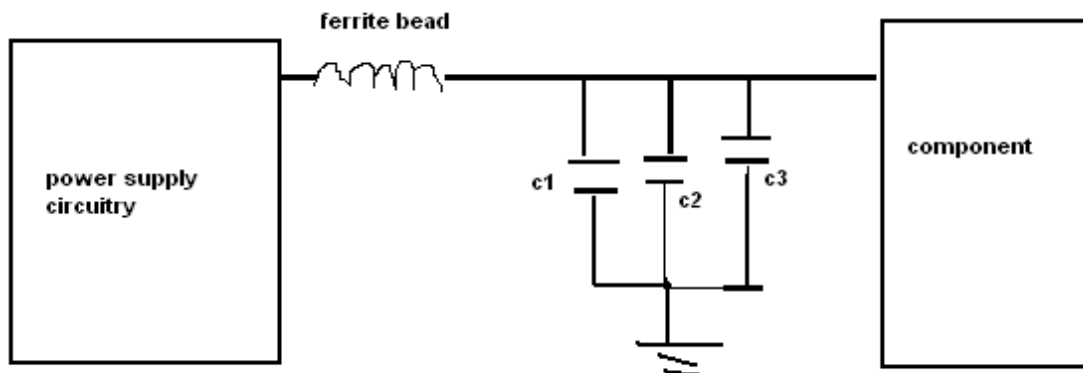 ferrite bead
power supply
circuitry
c1
c2
c3
component